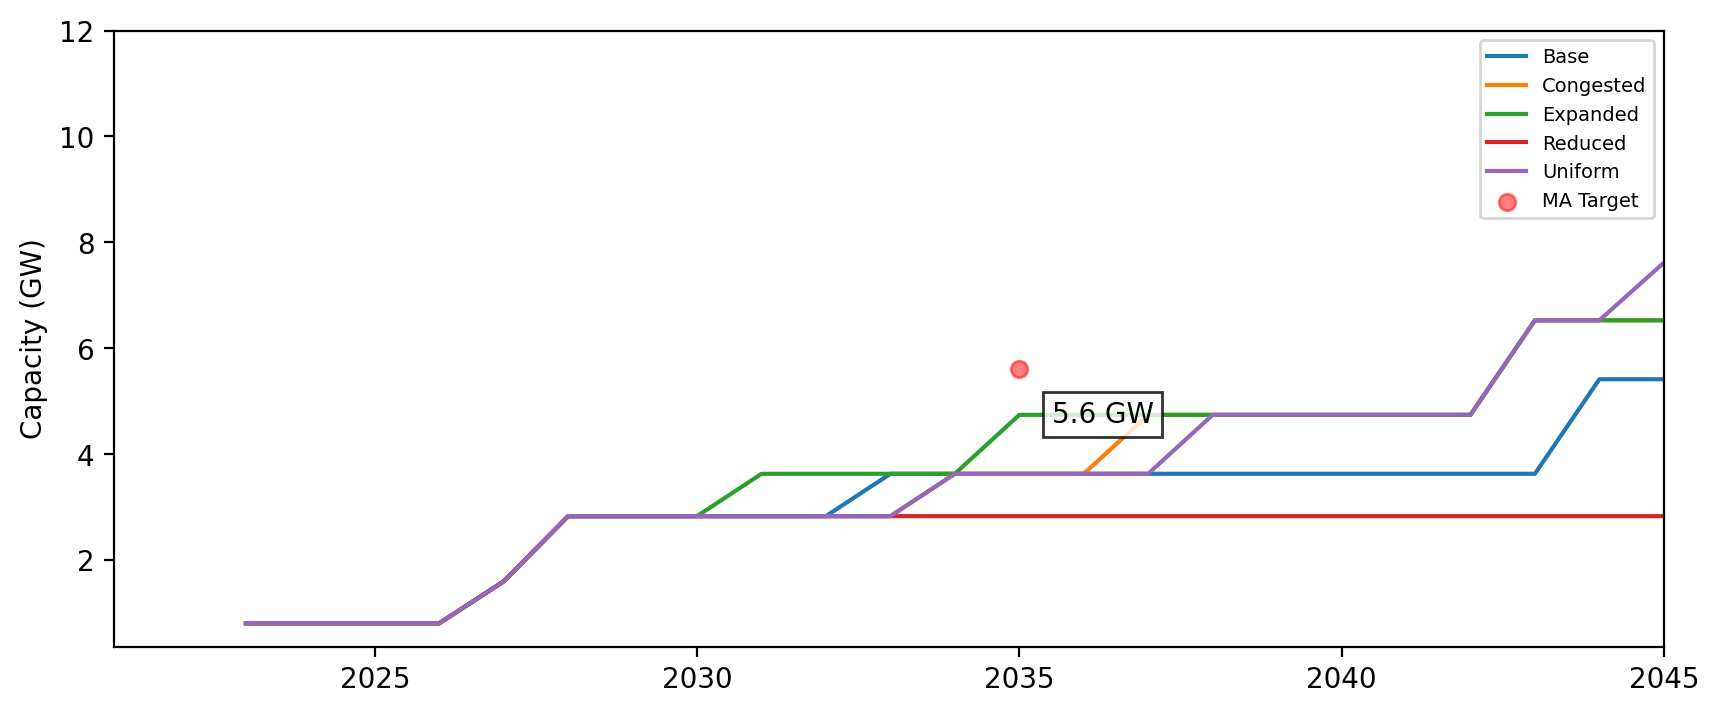 12
10
8
6
4
2
Capacity (GW)
Base
Congested
Expanded
Reduced
Uniform
MA Target
5.6 GW
2025
2030
2035
2040
2045